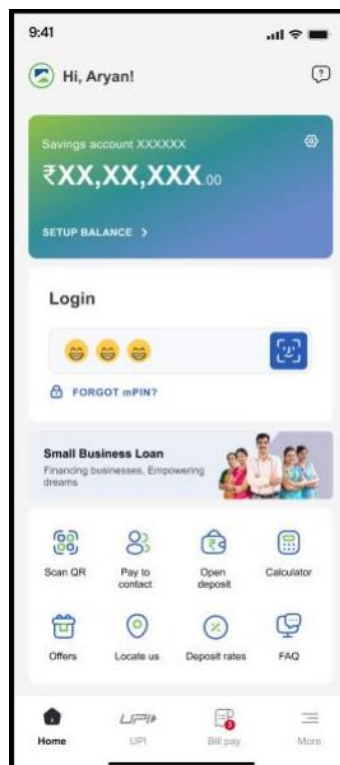 9:41
Hi, Aryan!
Savings account XXXXXX
₹XX,XX,XXX.00
SETUP BALANCE >
Login
FORGOT mPIN?
Small Business Loan
Financing businesses, Empowering
dreams
Scan QR
Pay to
contact
Open
deposit
Calculator
Offers
Locate us
Deposit rates
FAQ
UPI
3
Home
UPI
Bill pay
More